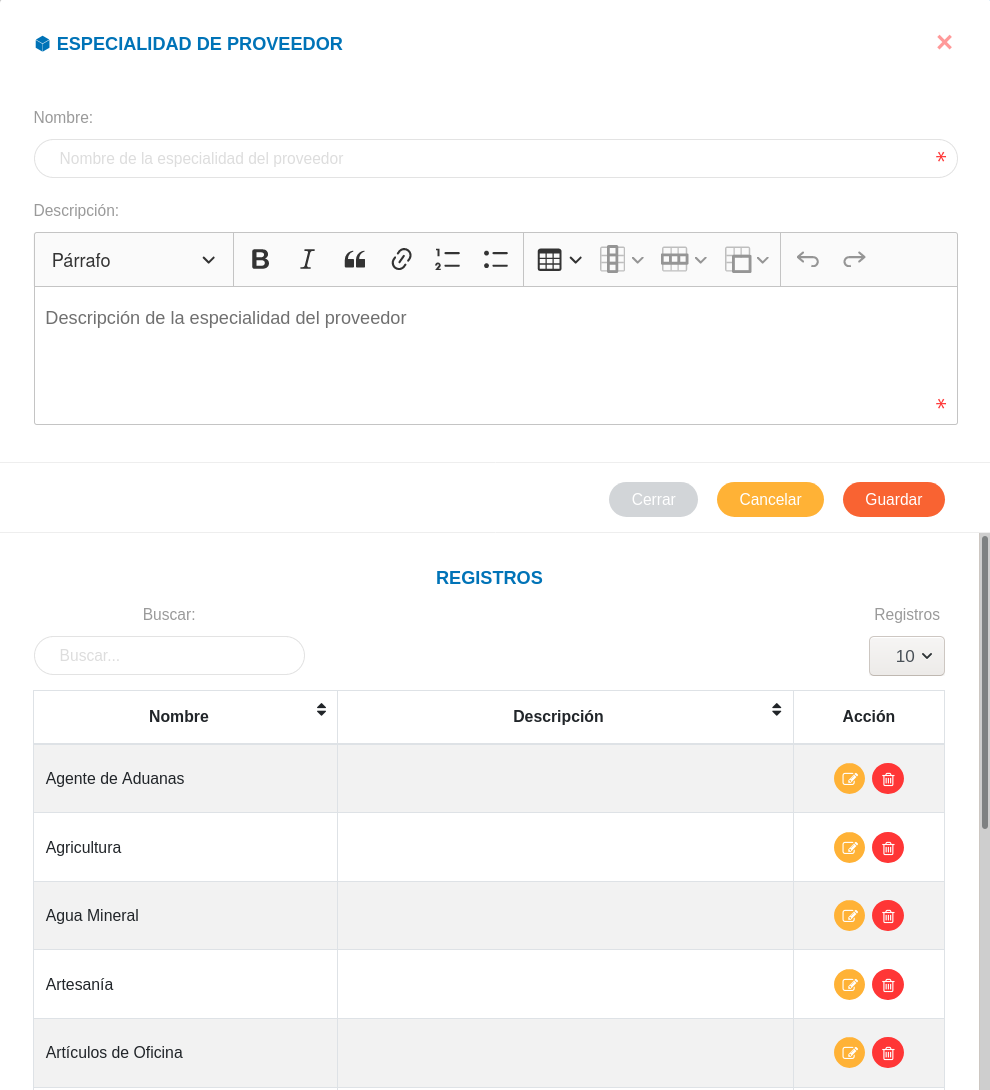 ESPECIALIDAD DE PROVEEDOR
Nombre:
Nombre de la especialidad del proveedor
Descripción:
Párrafo
Descripción de la especialidad del proveedor
Cerrar Cancelar Guardar
REGISTROS
Buscar: Registros
Buscar... 10
Nombre Descripción Acción
Agente de Aduanas
Agricultura
Agua Mineral
Artesanía
Artículos de Oficina